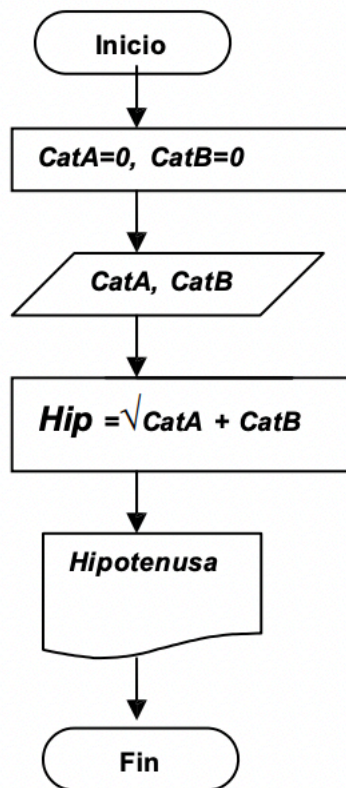 Inicio
CatA=0, CatB=0
CatA, CatB
Hip =√CatA + CatB
Hipotenusa
Fin